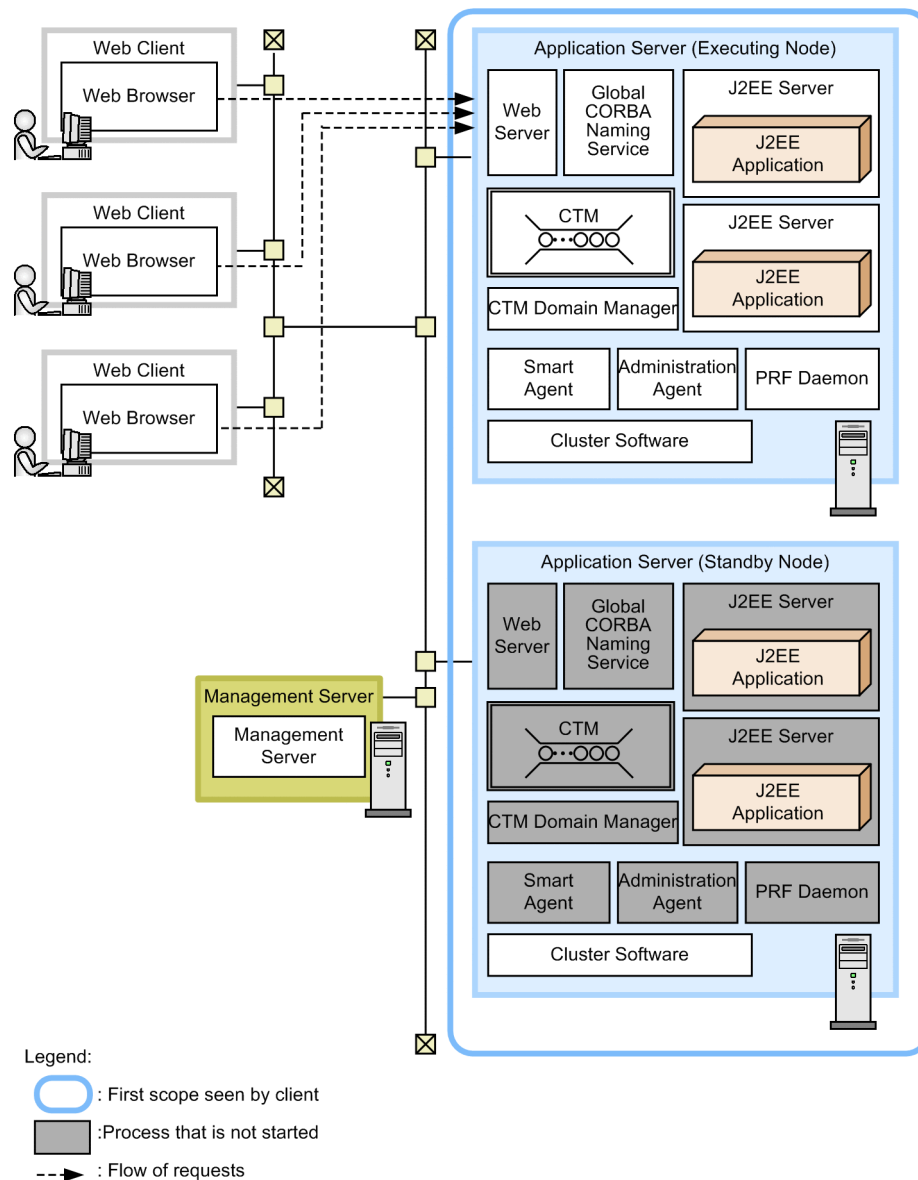 Web Client
Web Browser
Web Client
Web Browser
Web Client
Web Browser
Application Server (Executing Node)
Web
Server
Global
CORBA
Naming
Service
J2EE Server
J2EE
Application
CTM
J2EE Server
J2EE
Application
CTM Domain Manager
Smart
Agent
Administration
Agent
PRF Daemon
Cluster Software
Application Server (Standby Node)
Web
Server
Global
CORBA
Naming
Service
J2EE Server
J2EE
Application
CTM
J2EE Server
J2EE
Application
CTM Domain Manager
Smart
Agent
Administration
Agent
PRF Daemon
Cluster Software
Management Server
Management
Server
Legend:
: First scope seen by client
:Process that is not started
: Flow of requests